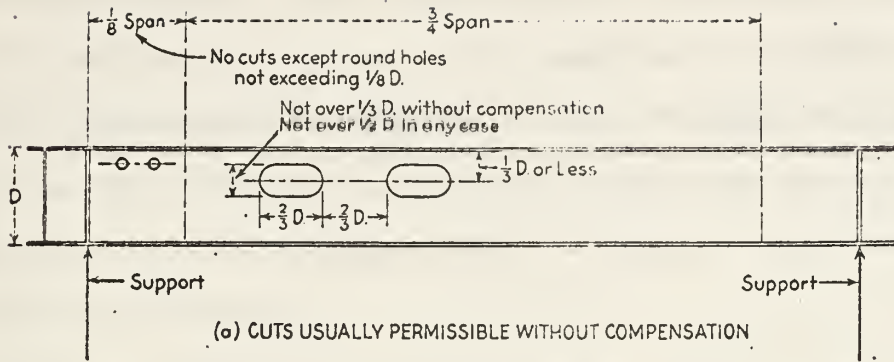 1/8 Span
3/4 Span
No cuts except round holes
not exceeding 1/8 D.
Not over 1/3 D. without compensation
Not over 1/2 D in any case
1/3 D. or Less
D
2/3 D.
2/3 D.
Support
Support
(a) CUTS USUALLY PERMISSIBLE WITHOUT COMPENSATION